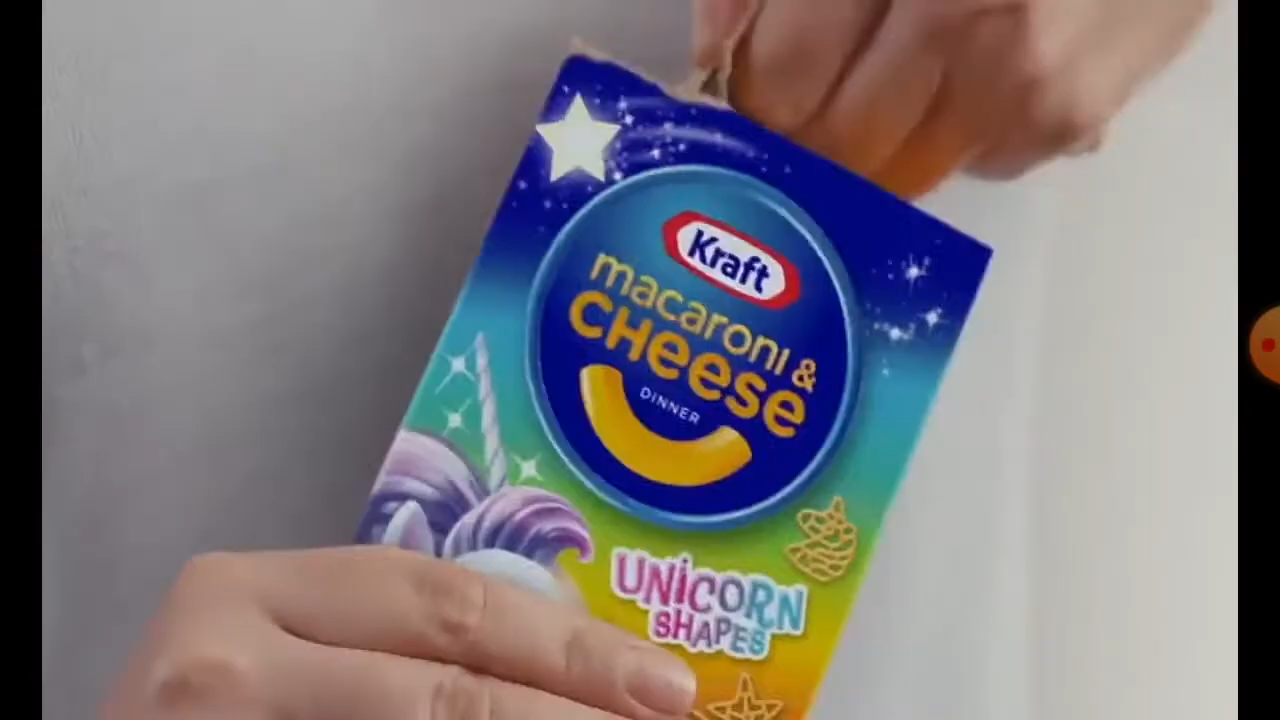 Kraft
macaroni &
CHeese
DINNER
UNICORN
SHAPES